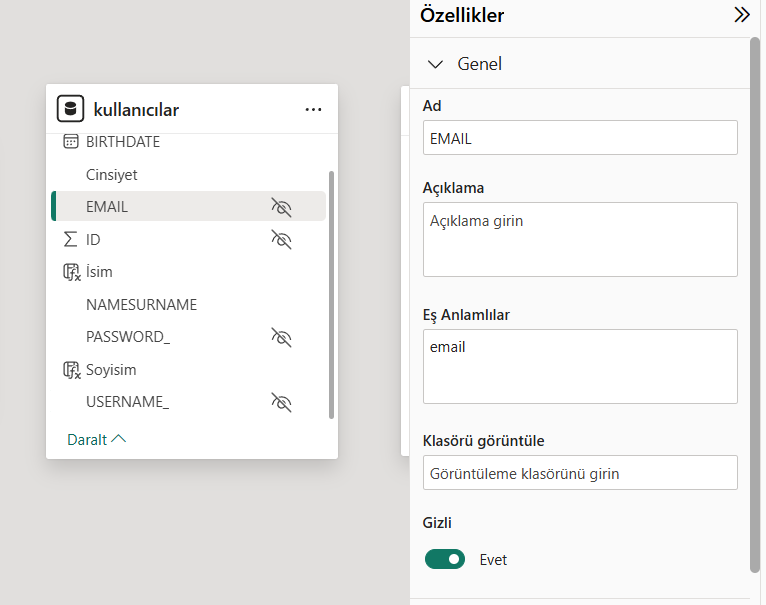 kullanıcılar
BIRTHDATE
Cinsiyet
EMAIL
ID
İsim
NAMESURNAME
PASSWORD_
Soyisim
USERNAME_
Daralt
Özellikler
Genel
Ad
EMAIL
Açıklama
Açıklama girin
Eş Anlamlılar
email
Klasörü görüntüle
Görüntüleme klasörünü girin
Gizli
Evet